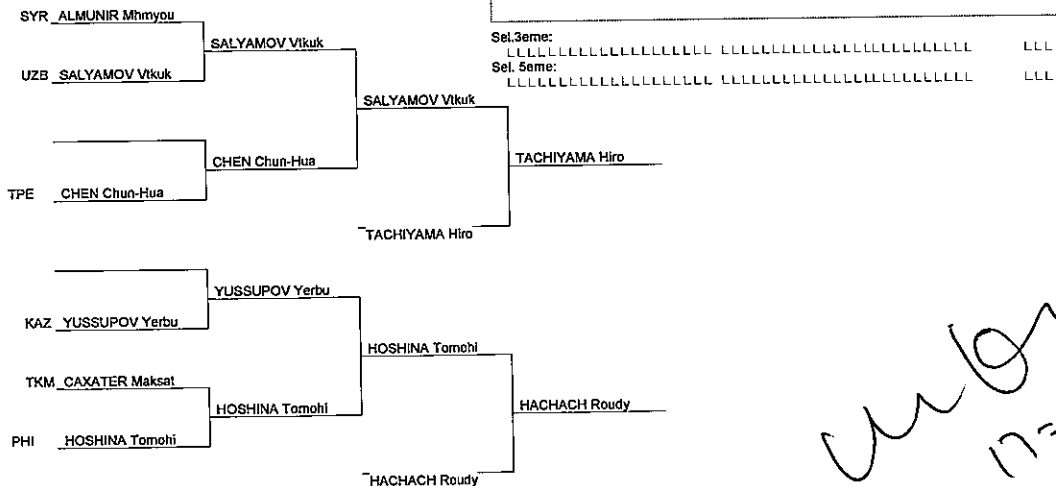 SYR ALMUNIR Mhmyou
SALYAMOV Vtkuk
UZB SALYAMOV Vtkuk
SALYAMOV Vtkuk
CHEN Chun-Hua
TPE CHEN Chun-Hua
TACHIYAMA Hiro
TACHIYAMA Hiro
YUSSUPOV Yerbu
KAZ YUSSUPOV Yerbu
HOSHINA Tomohi
TKM CAXATER Maksat
HOSHINA Tomohi
HACHACH Roudy
PHI HOSHINA Tomohi
HACHACH Roudy
Sel.3eme:
Sel. 5eme: